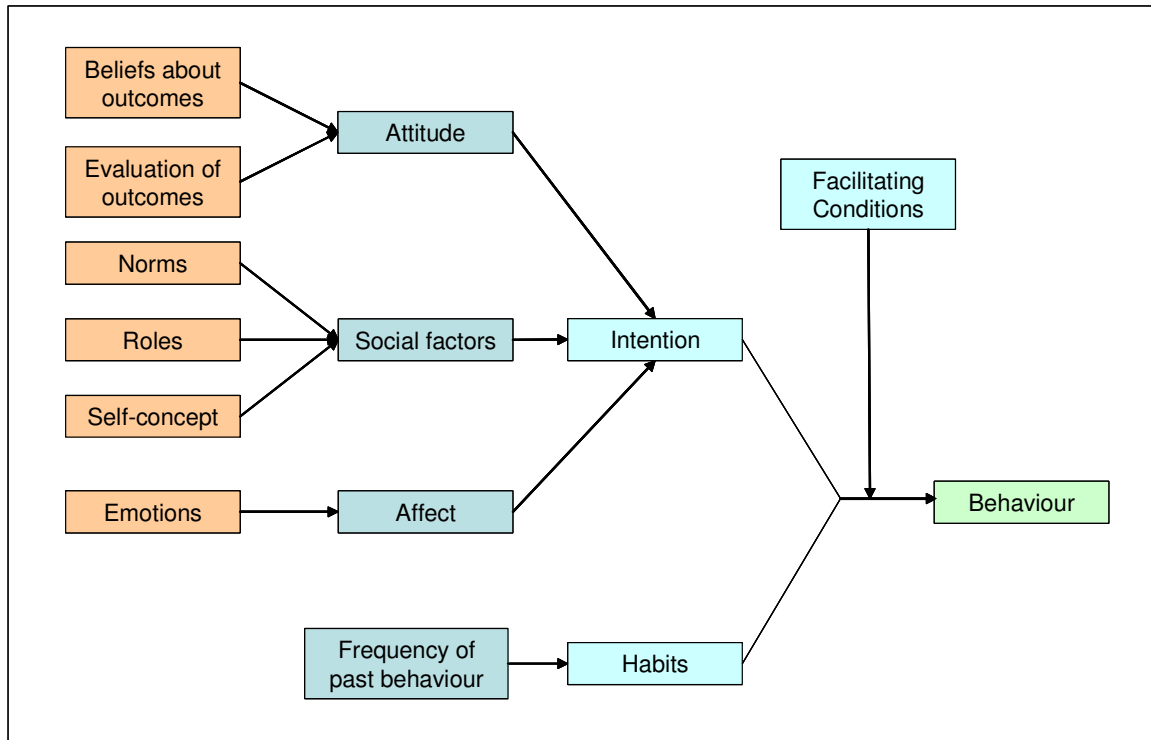 Beliefs about
outcomes
Attitude
Evaluation of
outcomes
Facilitating
Conditions
Norms
Roles
Social factors
Intention
Self-concept
Emotions
Affect
Behaviour
Frequency of
past behaviour
Habits